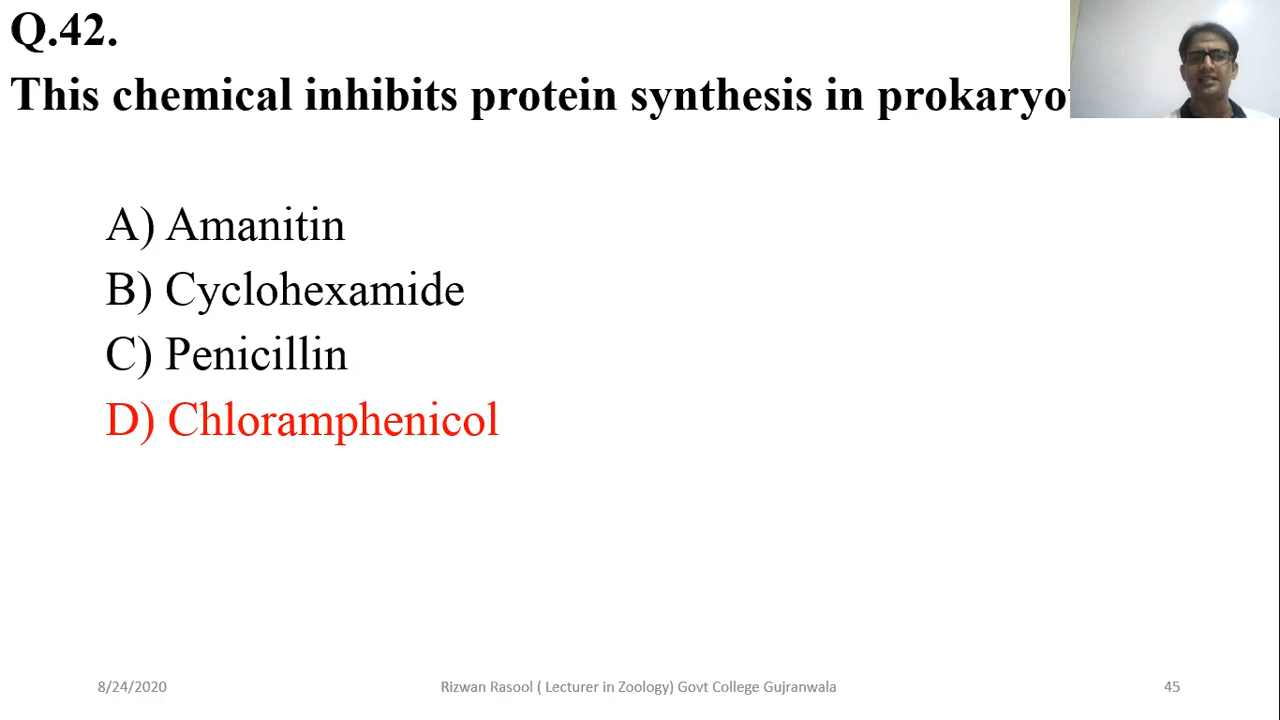 Q.42.
This chemical inhibits protein synthesis in
A) Amanitin
B) Cyclohexamide
C) Penicillin
D) Chloramphenicol
8/24/2020
Rizwan Rasool ( Lecturer in Zoology) Govt College Gujranwala
45